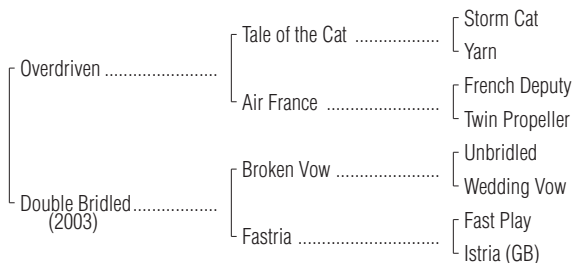 Storm Cat
Tale of the Cat ...................
Yarn
Overdriven .........................
French Deputy
Air France .........................
Twin Propeller
Unbridled
Broken Vow .......................
Wedding Vow
Double Bridled...................
(2003)
Fast Play
Fastria ................................
Istria (GB)